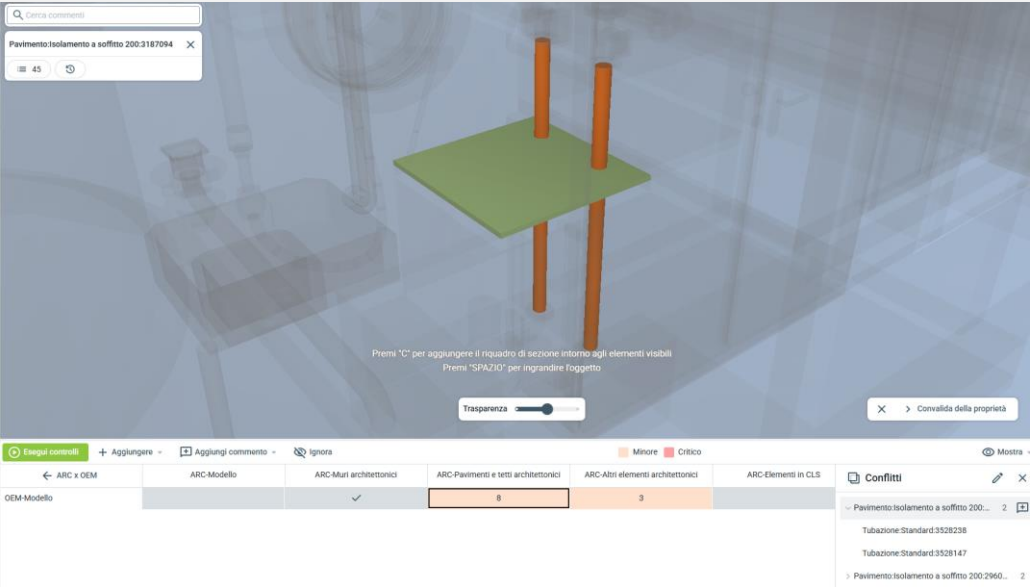 Cerca commenti
Pavimento:Isolamento a soffitto 200:3187094
45
Premi "C" per aggiungere il riquadro di sezione intorno agli elementi visibili
Premi "SPAZIO" per ingrandire l'oggetto
Trasparenza
Convalida della proprietà
Esegui controlli
Aggiungere
Aggiungi commento
Ignora
Minore
Critico
Mostra
ARC x OEM
ARC-Modello
ARC-Muri architettonici
ARC-Pavimenti e tetti architettonici
ARC-Altri elementi architettonici
ARC-Elementi in CLS
Conflitti
OEM-Modello
8
3
Pavimento:Isolamento a soffitto 200:... 2
Tubazione:Standard:3528238
Tubazione:Standard:3528147
Pavimento:Isolamento a soffitto 200:2960... 2